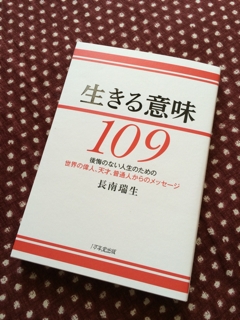 生きる意味
109
後悔のない人生のための
世界の偉人、天才、普通人からのメッセージ
長南瑞生